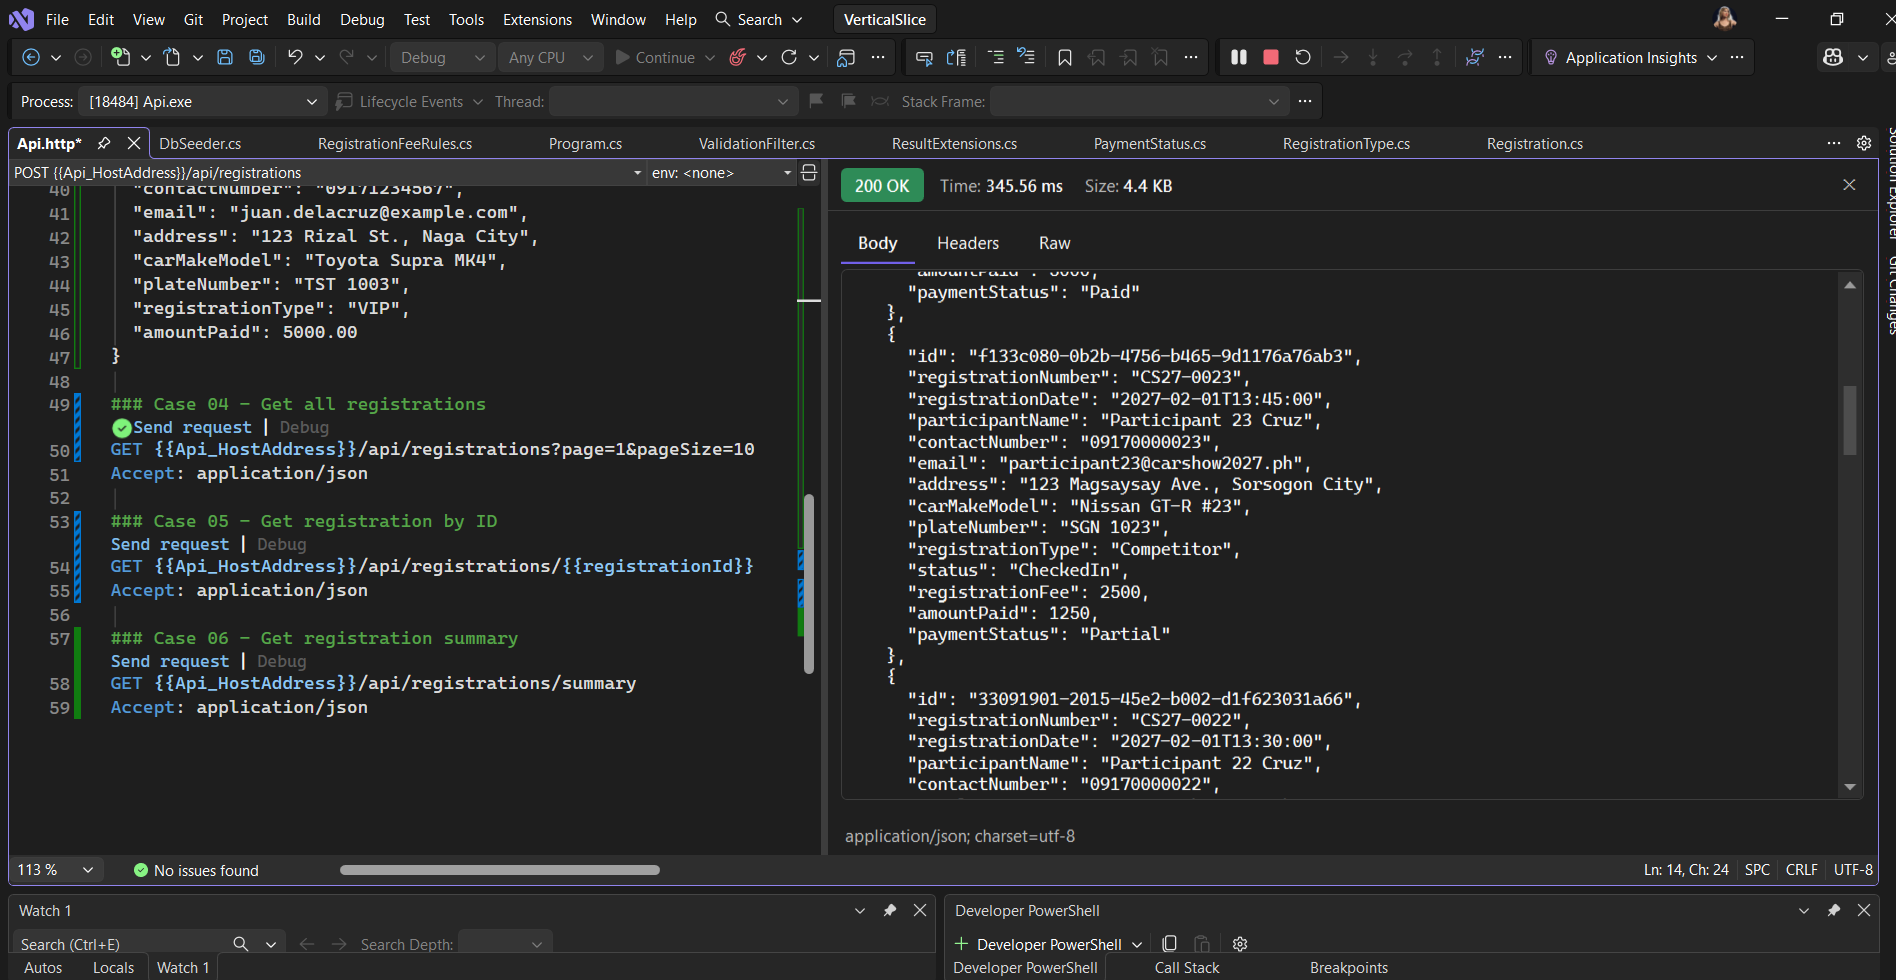 File Edit View Git Project Build Debug Test Tools Extensions Window Help Search VerticalSlice
Debug Any CPU Continue Application Insights
Process: [18484] Api.exe Lifecycle Events Thread: Stack Frame:
Api.http* DbSeeder.cs RegistrationFeeRules.cs Program.cs ValidationFilter.cs ResultExtensions.cs PaymentStatus.cs RegistrationType.cs Registration.cs
POST {{Api_HostAddress}}/api/registrations env: <none>
40 "contactNumber": "09171234567",
41 "email": "juan.delacruz@example.com",
42 "address": "123 Rizal St., Naga City",
43 "carMakeModel": "Toyota Supra MK4",
44 "plateNumber": "TST 1003",
45 "registrationType": "VIP",
46 "amountPaid": 5000.00
47 }
48
49 ### Case 04 - Get all registrations
Send request | Debug
50 GET {{Api_HostAddress}}/api/registrations?page=1&pageSize=10
51 Accept: application/json
52
53 ### Case 05 - Get registration by ID
Send request | Debug
54 GET {{Api_HostAddress}}/api/registrations/{{registrationId}}
55 Accept: application/json
56
57 ### Case 06 - Get registration summary
Send request | Debug
58 GET {{Api_HostAddress}}/api/registrations/summary
59 Accept: application/json
200 OK Time: 345.56 ms Size: 4.4 KB
Body Headers Raw
"amountPaid": 5000,
"paymentStatus": "Paid"
},
{
"id": "f133c080-0b2b-4756-b465-9d1176a76ab3",
"registrationNumber": "CS27-0023",
"registrationDate": "2027-02-01T13:45:00",
"participantName": "Participant 23 Cruz",
"contactNumber": "09170000023",
"email": "participant23@carshow2027.ph",
"address": "123 Magsaysay Ave., Sorsogon City",
"carMakeModel": "Nissan GT-R #23",
"plateNumber": "SGN 1023",
"registrationType": "Competitor",
"status": "CheckedIn",
"registrationFee": 2500,
"amountPaid": 1250,
"paymentStatus": "Partial"
},
{
"id": "33091901-2015-45e2-b002-d1f623031a66",
"registrationNumber": "CS27-0022",
"registrationDate": "2027-02-01T13:30:00",
"participantName": "Participant 22 Cruz",
"contactNumber": "09170000022",
application/json; charset=utf-8
Solution Explorer
Git Changes
113 % No issues found Ln: 14, Ch: 24 SPC CRLF UTF-8
Watch 1
Search (Ctrl+E) Search Depth:
Autos Locals Watch 1
Developer PowerShell
+ Developer PowerShell
Developer PowerShell Call Stack Breakpoints